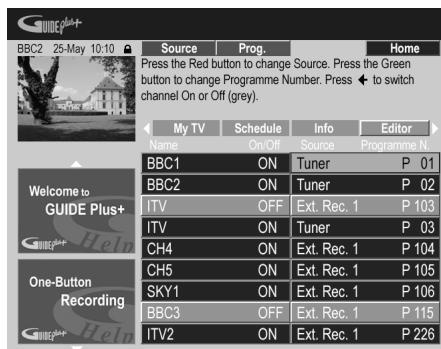 GUIDE Plus+
BBC2 25-May 10:10 Source Prog. Home
Press the Red button to change Source. Press the Green
button to change Programme Number. Press ← to switch
channel On or Off (grey).
My TV Schedule Info Editor
Name On/Off Source Programme N.
BBC1 ON Tuner P 01
BBC2 ON Tuner P 02
ITV OFF Ext. Rec. 1 P 103
ITV ON Tuner P 03
CH4 ON Ext. Rec. 1 P 104
CH5 ON Ext. Rec. 1 P 105
SKY1 ON Ext. Rec. 1 P 106
BBC3 OFF Ext. Rec. 1 P 115
ITV2 ON Ext. Rec. 1 P 226
Welcome to
GUIDE Plus+
GUIDE Plus+ Help
One-Button
Recording
GUIDE Plus+ Help